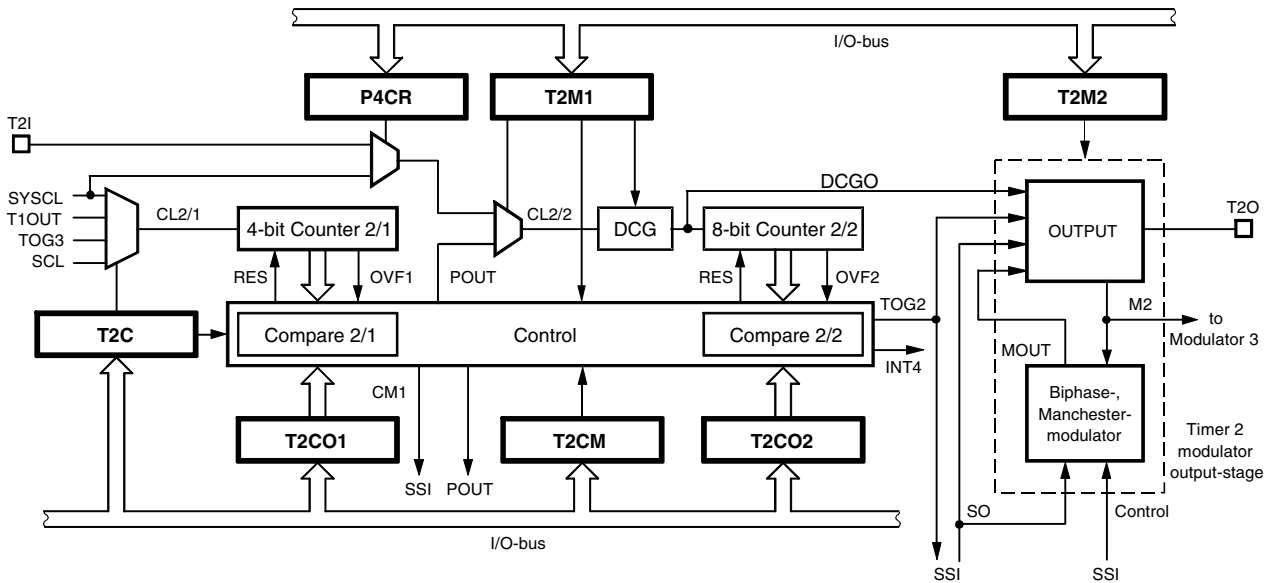 I/O-bus
P4CR
T2M1
T2M2
T2I
SYSCL
T1OUT
TOG3
SCL
CL2/1
4-bit Counter 2/1
CL2/2
DCG
8-bit Counter 2/2
DCGO
OUTPUT
T2O
RES
OVF1
POUT
RES
OVF2
TOG2
M2
to
Modulator 3
T2C
Compare 2/1
Control
Compare 2/2
INT4
MOUT
Biphase-,
Manchester-
modulator
Timer 2
modulator
output-stage
CM1
T2CO1
T2CM
T2CO2
SSI
POUT
SO
Control
I/O-bus
SSI
SSI